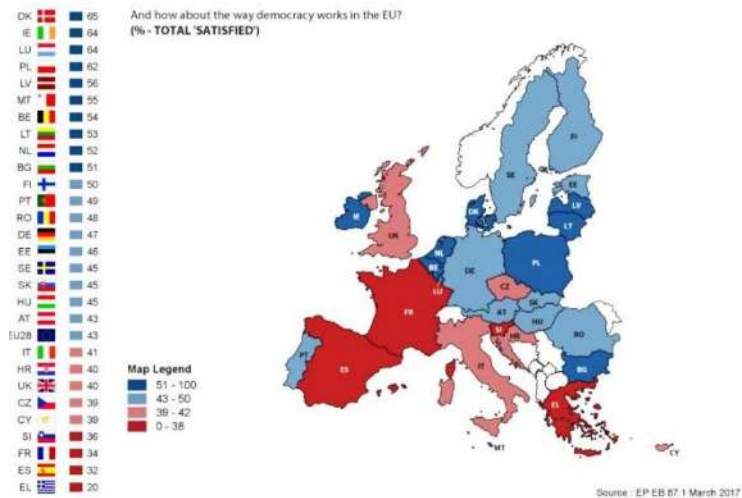 And how about the way democracy works in the EU?
(% - TOTAL 'SATISFIED')
DK 65
IE 64
LU 64
PL 62
LV 56
MT 55
BE 54
LT 53
NL 52
BG 51
FI 50
PT 49
RO 48
DE 47
EE 46
SE 45
SK 45
HU 45
AT 43
EU28 43
IT 41
HR 40
UK 40
CZ 39
CY 39
SI 36
FR 34
ES 32
EL 20
FI
SE
EE
LV
LT
DK
IE
UK
NL
BE
DE
PL
LU
CZ
SK
FR
AT
HU
SI
HR
RO
PT
ES
IT
BG
EL
MT
CY
Map Legend
51 - 100
43 - 50
39 - 42
0 - 38
Source : EP EB 87.1 March 2017